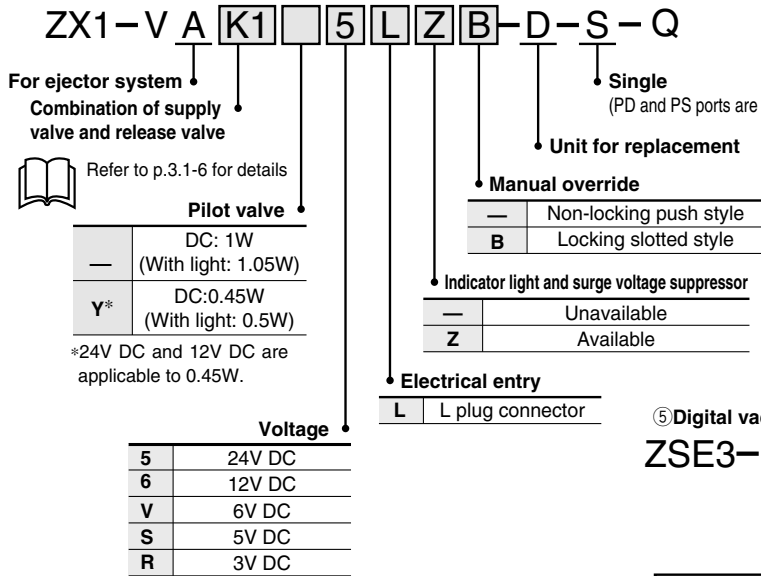 ZX1–V A K1 5 L Z B–D–S–Q
For ejector system
Combination of supply
valve and release valve
Refer to p.3.1-6 for details
Single
(PD and PS ports are
Unit for replacement
Manual override
— Non-locking push style
B Locking slotted style
Pilot valve
— DC: 1W
(With light: 1.05W)
Y* DC:0.45W
(With light: 0.5W)
*24V DC and 12V DC are
applicable to 0.45W.
Indicator light and surge voltage suppressor
— Unavailable
Z Available
Electrical entry
L L plug connector
Voltage
5 24V DC
6 12V DC
V 6V DC
S 5V DC
R 3V DC
⑤Digital va
ZSE3–